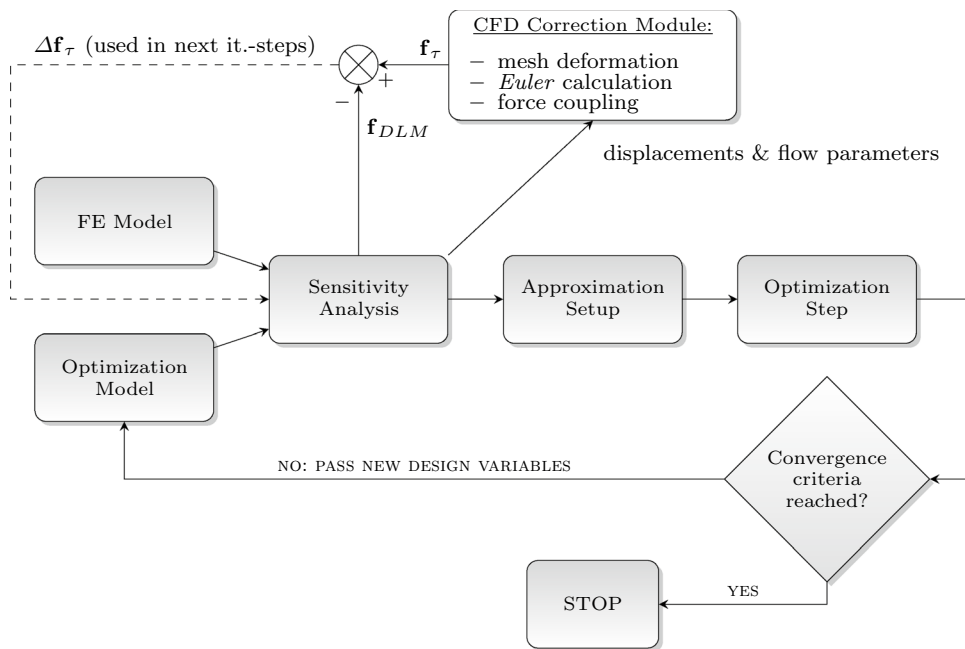 CFD Correction Module:
Δf_τ (used in next it.-steps)
f_τ
– mesh deformation
+
– Euler calculation
−
– force coupling
f_DLM
displacements & flow parameters
FE Model
Sensitivity
Analysis
Approximation
Setup
Optimization
Step
Optimization
Model
NO: PASS NEW DESIGN VARIABLES
Convergence
criteria
reached?
YES
STOP